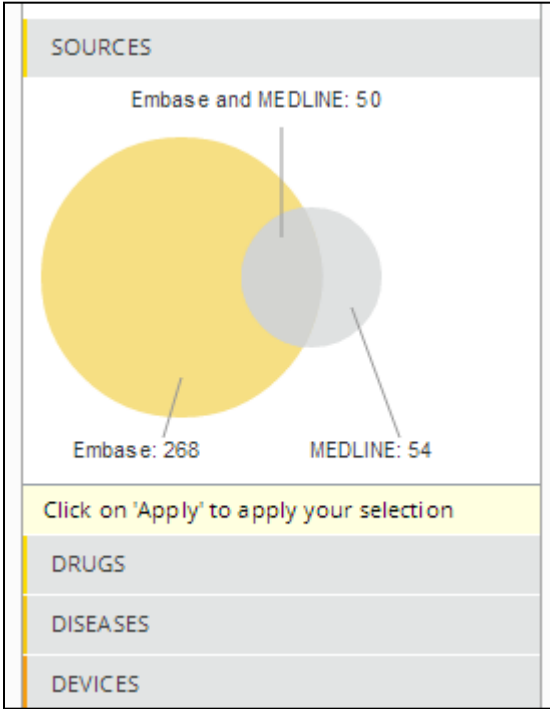 SOURCES
Embase and MEDLINE: 50
Embase: 268 MEDLINE: 54
Click on 'Apply' to apply your selection
DRUGS
DISEASES
DEVICES